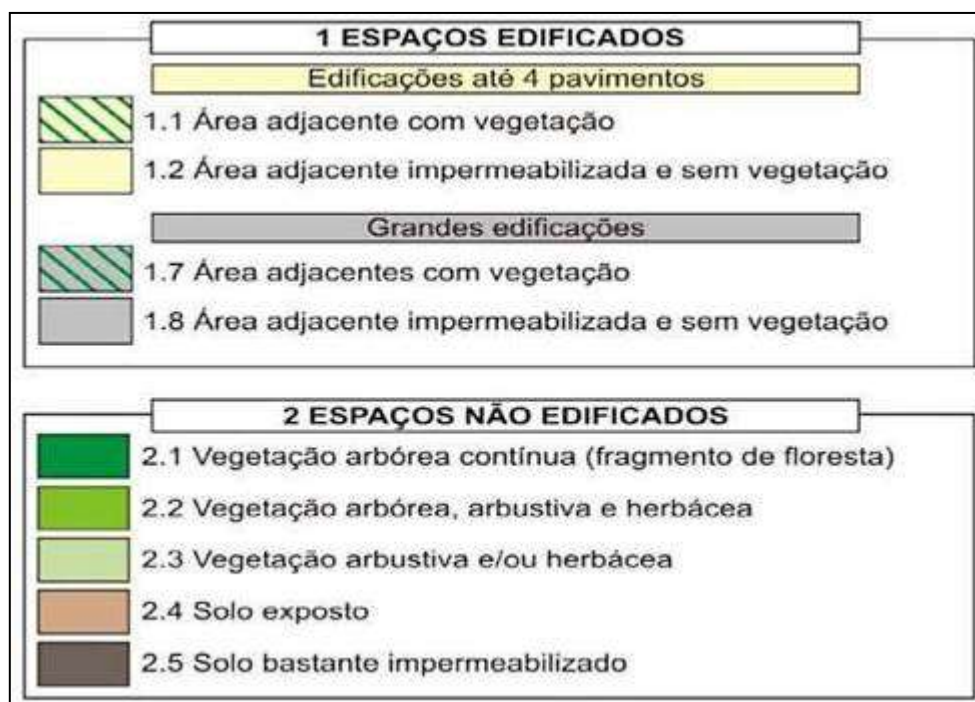 1 ESPAÇOS EDIFICADOS
Edificações até 4 pavimentos
1.1 Área adjacente com vegetação
1.2 Área adjacente impermeabilizada e sem vegetação
Grandes edificações
1.7 Área adjacentes com vegetação
1.8 Área adjacente impermeabilizada e sem vegetação
2 ESPAÇOS NÃO EDIFICADOS
2.1 Vegetação arbórea contínua (fragmento de floresta)
2.2 Vegetação arbórea, arbustiva e herbácea
2.3 Vegetação arbustiva e/ou herbácea
2.4 Solo exposto
2.5 Solo bastante impermeabilizado